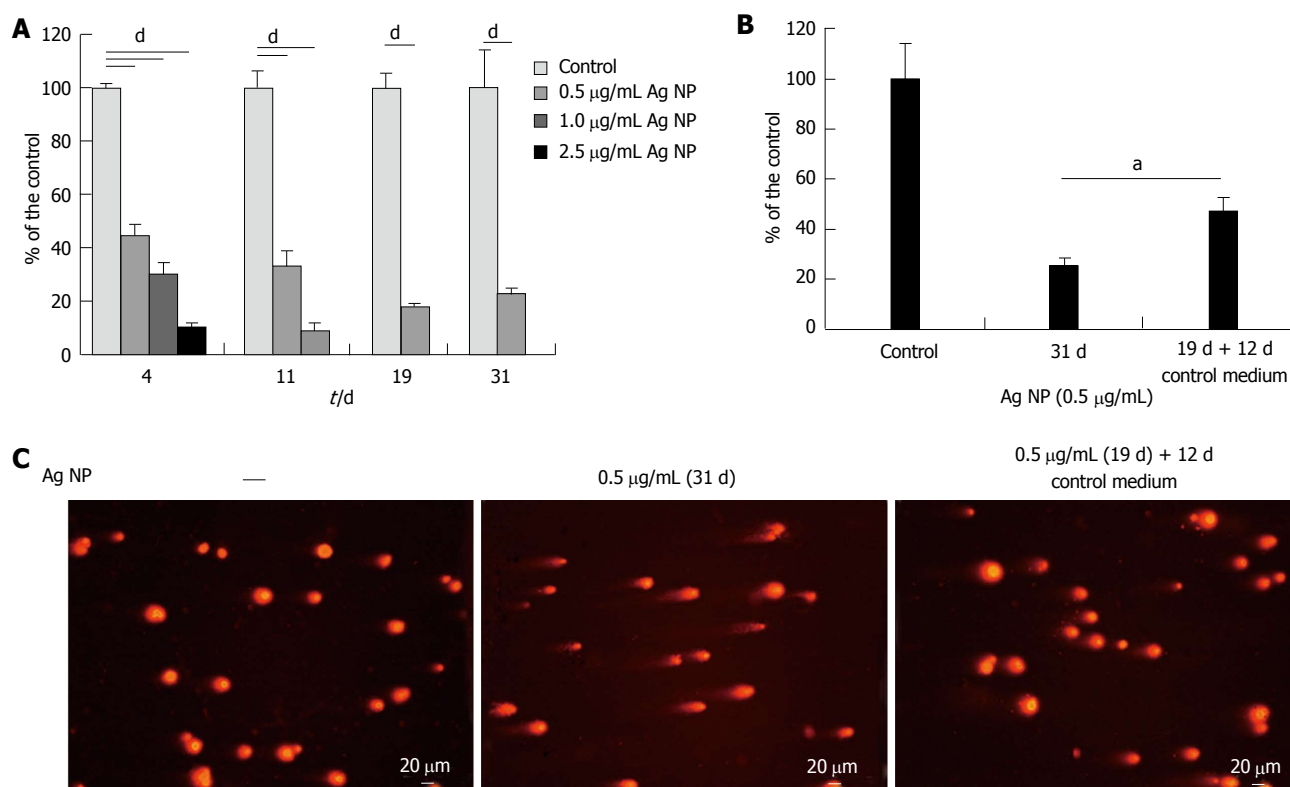 A
d
d
d
d
% of the control
120
100
80
60
40
20
0
4
11
19
31
t/d
Control
0.5 μg/mL Ag NP
1.0 μg/mL Ag NP
2.5 μg/mL Ag NP
B
% of the control
120
100
80
60
40
20
0
a
Control
31 d
19 d + 12 d
control medium
Ag NP (0.5 μg/mL)
C
Ag NP
—
0.5 μg/mL (31 d)
0.5 μg/mL (19 d) + 12 d
control medium
20 μm
20 μm
20 μm